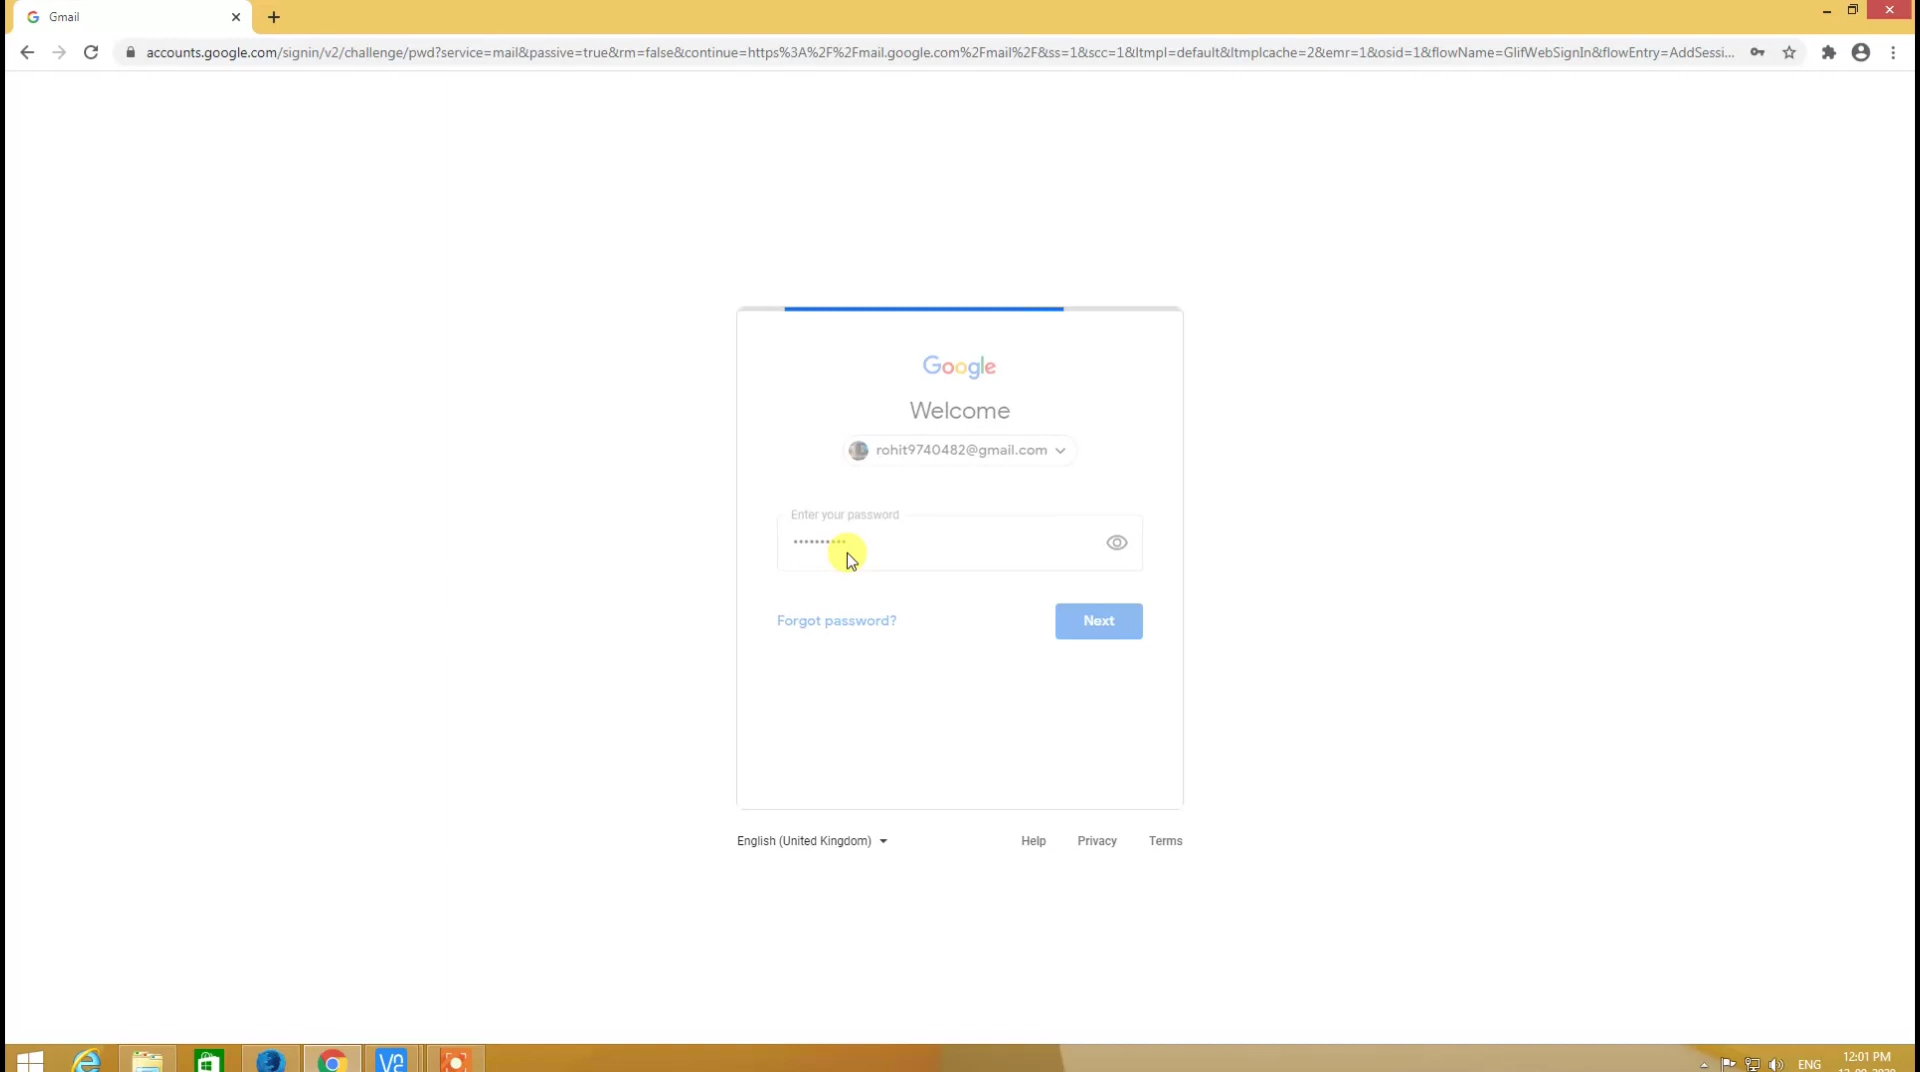 Gmail
accounts.google.com/signin/v2/challenge/pwd?service=mail&passive=true&rm=false&continue=https%3A%2F%2Fmail.google.com%2Fmail%2F&ss=1&scc=1&ltmpl=default&ltmplcache=2&emr=1&osid=1&flowName=GlifWebSignIn&flowEntry=AddSessi...
Google
Welcome
rohit9740482@gmail.com
Enter your password
Forgot password?
Next
English (United Kingdom)
Help
Privacy
Terms
ENG
12:01 PM